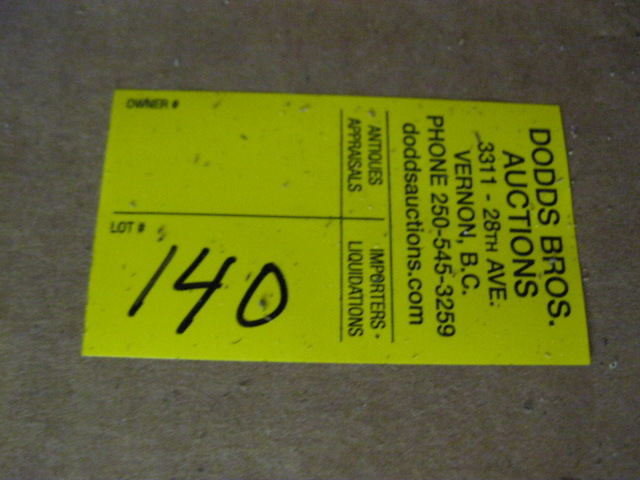 DODDS BROS.
AUCTIONS
3311 - 28TH AVE.
VERNON, B.C.
PHONE 250-545-3259
doddsauctions.com
ANTIQUES IMPORTERS •
APPRAISALS LIQUIDATIONS
OWNER #
LOT #
140